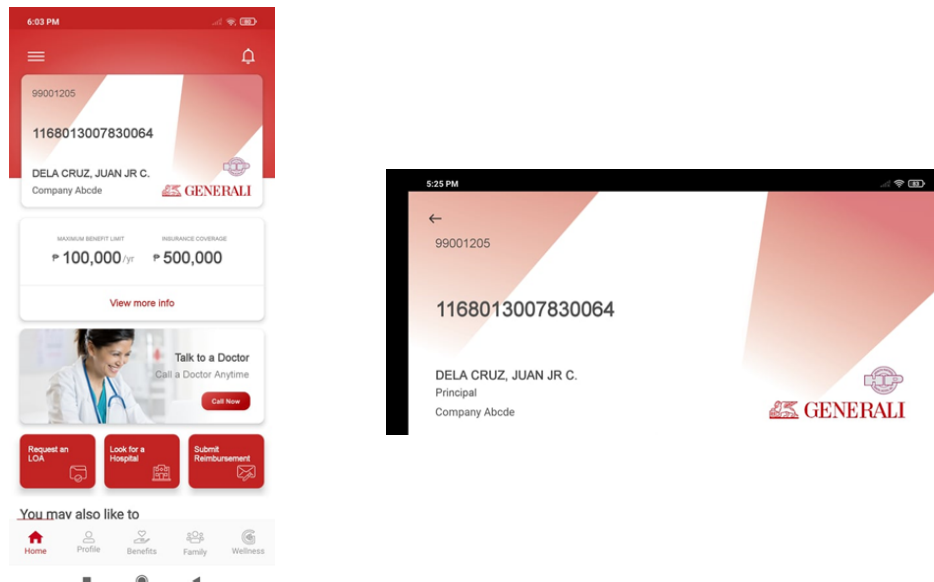 6:03 PM
99001205
1168013007830064
DELA CRUZ, JUAN JR C.
Company Abcde
GENERALI
MAXIMUM BENEFIT LIMIT
INSURANCE COVERAGE
₱ 100,000 /yr
₱ 500,000
View more info
Talk to a Doctor
Call a Doctor Anytime
Call Now
Request an
LOA
Look for a
Hospital
Submit
Reimbursement
You may also like to
Home
Profile
Benefits
Family
Wellness
5:25 PM
99001205
1168013007830064
DELA CRUZ, JUAN JR C.
Principal
Company Abcde
GENERALI